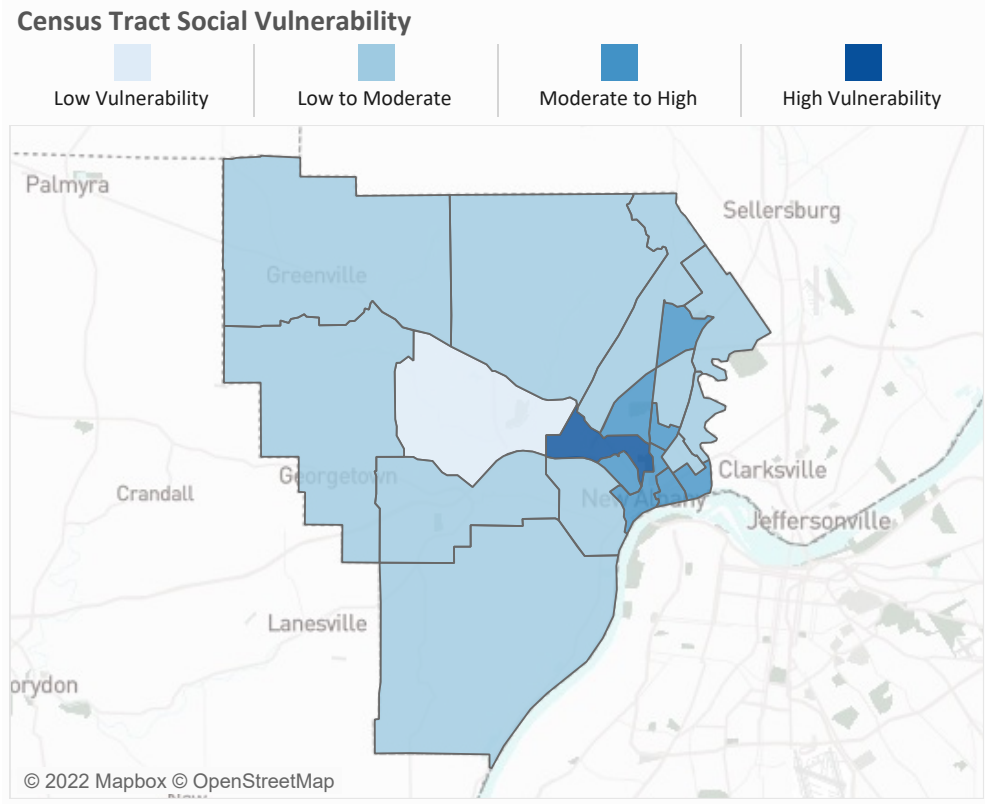 Census Tract Social Vulnerability
Low Vulnerability
Low to Moderate
Moderate to High
High Vulnerability
Palmyra
Sellersburg
Greenville
Georgetown
Clarksville
Crandall
New Albany
Jeffersonville
Lanesville
orydon
© 2022 Mapbox © OpenStreetMap